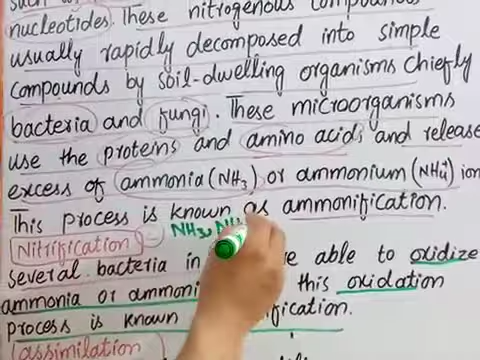 nucleotides. These nitrogenous compounds
usually rapidly decomposed into simple
compounds by soil-dwelling organisms chiefly
bacteria and fungi. These microorganisms
use the proteins and amino acids and release
excess of ammonia (NH3) or ammonium (NH4+) ion
This process is known as ammonification.
Nitrification NH3,
several bacteria in able to oxidize
ammonia or this oxidation
process is known
assimilation